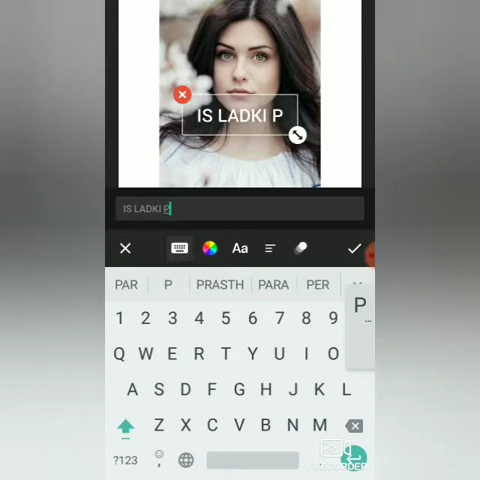 IS LADKI P
IS LADKI P
Aa
PAR P PRASTH PARA PER
P
1 2 3 4 5 6 7 8 9
Q W E R T Y U I O
A S D F G H J K L
Z X C V B N M
?123
V RECORDER